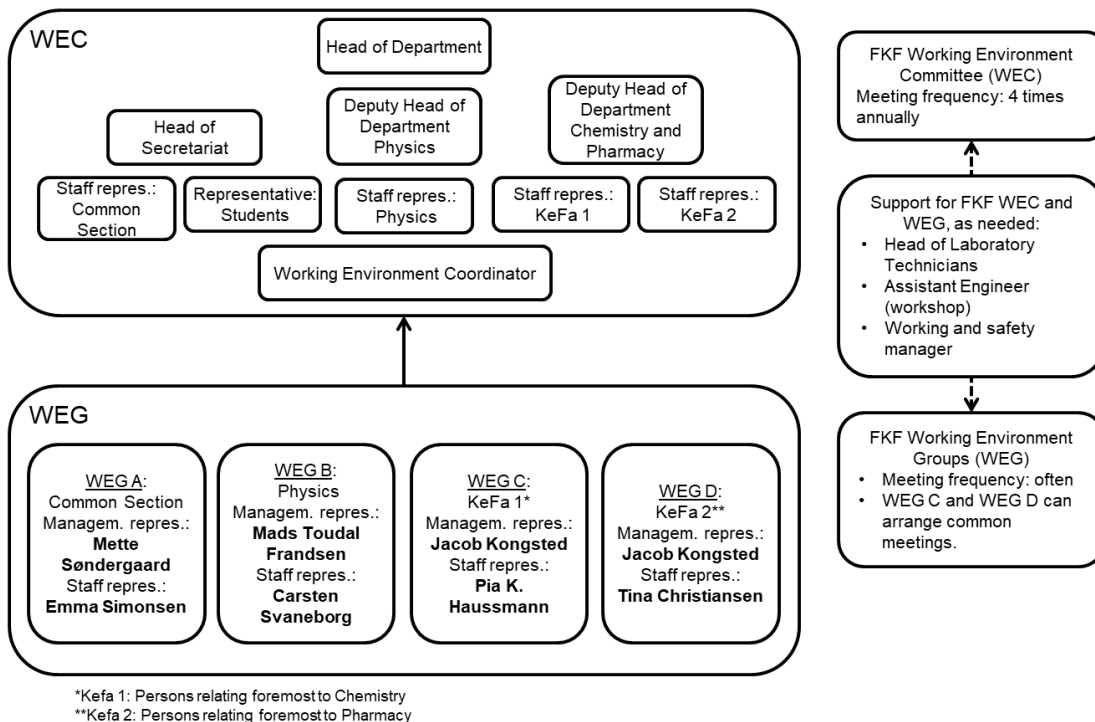 WEC
Head of Department
Head of
Secretariat
Deputy Head of
Department
Physics
Deputy Head of
Department
Chemistry and
Pharmacy
Staff repres.:
Common
Section
Representative:
Students
Staff repres.:
Physics
Staff repres.:
KeFa 1
Staff repres.:
KeFa 2
Working Environment Coordinator
WEG
WEG A:
Common Section
Managem. repres.:
Mette
Søndergaard
Staff repres.:
Emma Simonsen
WEG B:
Physics
Managem. repres.:
Mads Toudal
Frandsen
Staff repres.:
Carsten
Svaneborg
WEG C:
KeFa 1*
Managem. repres.:
Jacob Kongsted
Staff repres.:
Pia K.
Haussmann
WEG D:
KeFa 2**
Managem. repres.:
Jacob Kongsted
Staff repres.:
Tina Christiansen
*Kefa 1: Persons relating foremost to Chemistry
**Kefa 2: Persons relating foremost to Pharmacy
FKF Working Environment
Committee (WEC)
Meeting frequency: 4 times
annually
Support for FKF WEC and
WEG, as needed:
• Head of Laboratory
Technicians
• Assistant Engineer
(workshop)
• Working and safety
manager
FKF Working Environment
Groups (WEG)
• Meeting frequency: often
• WEG C and WEG D can
arrange common
meetings.